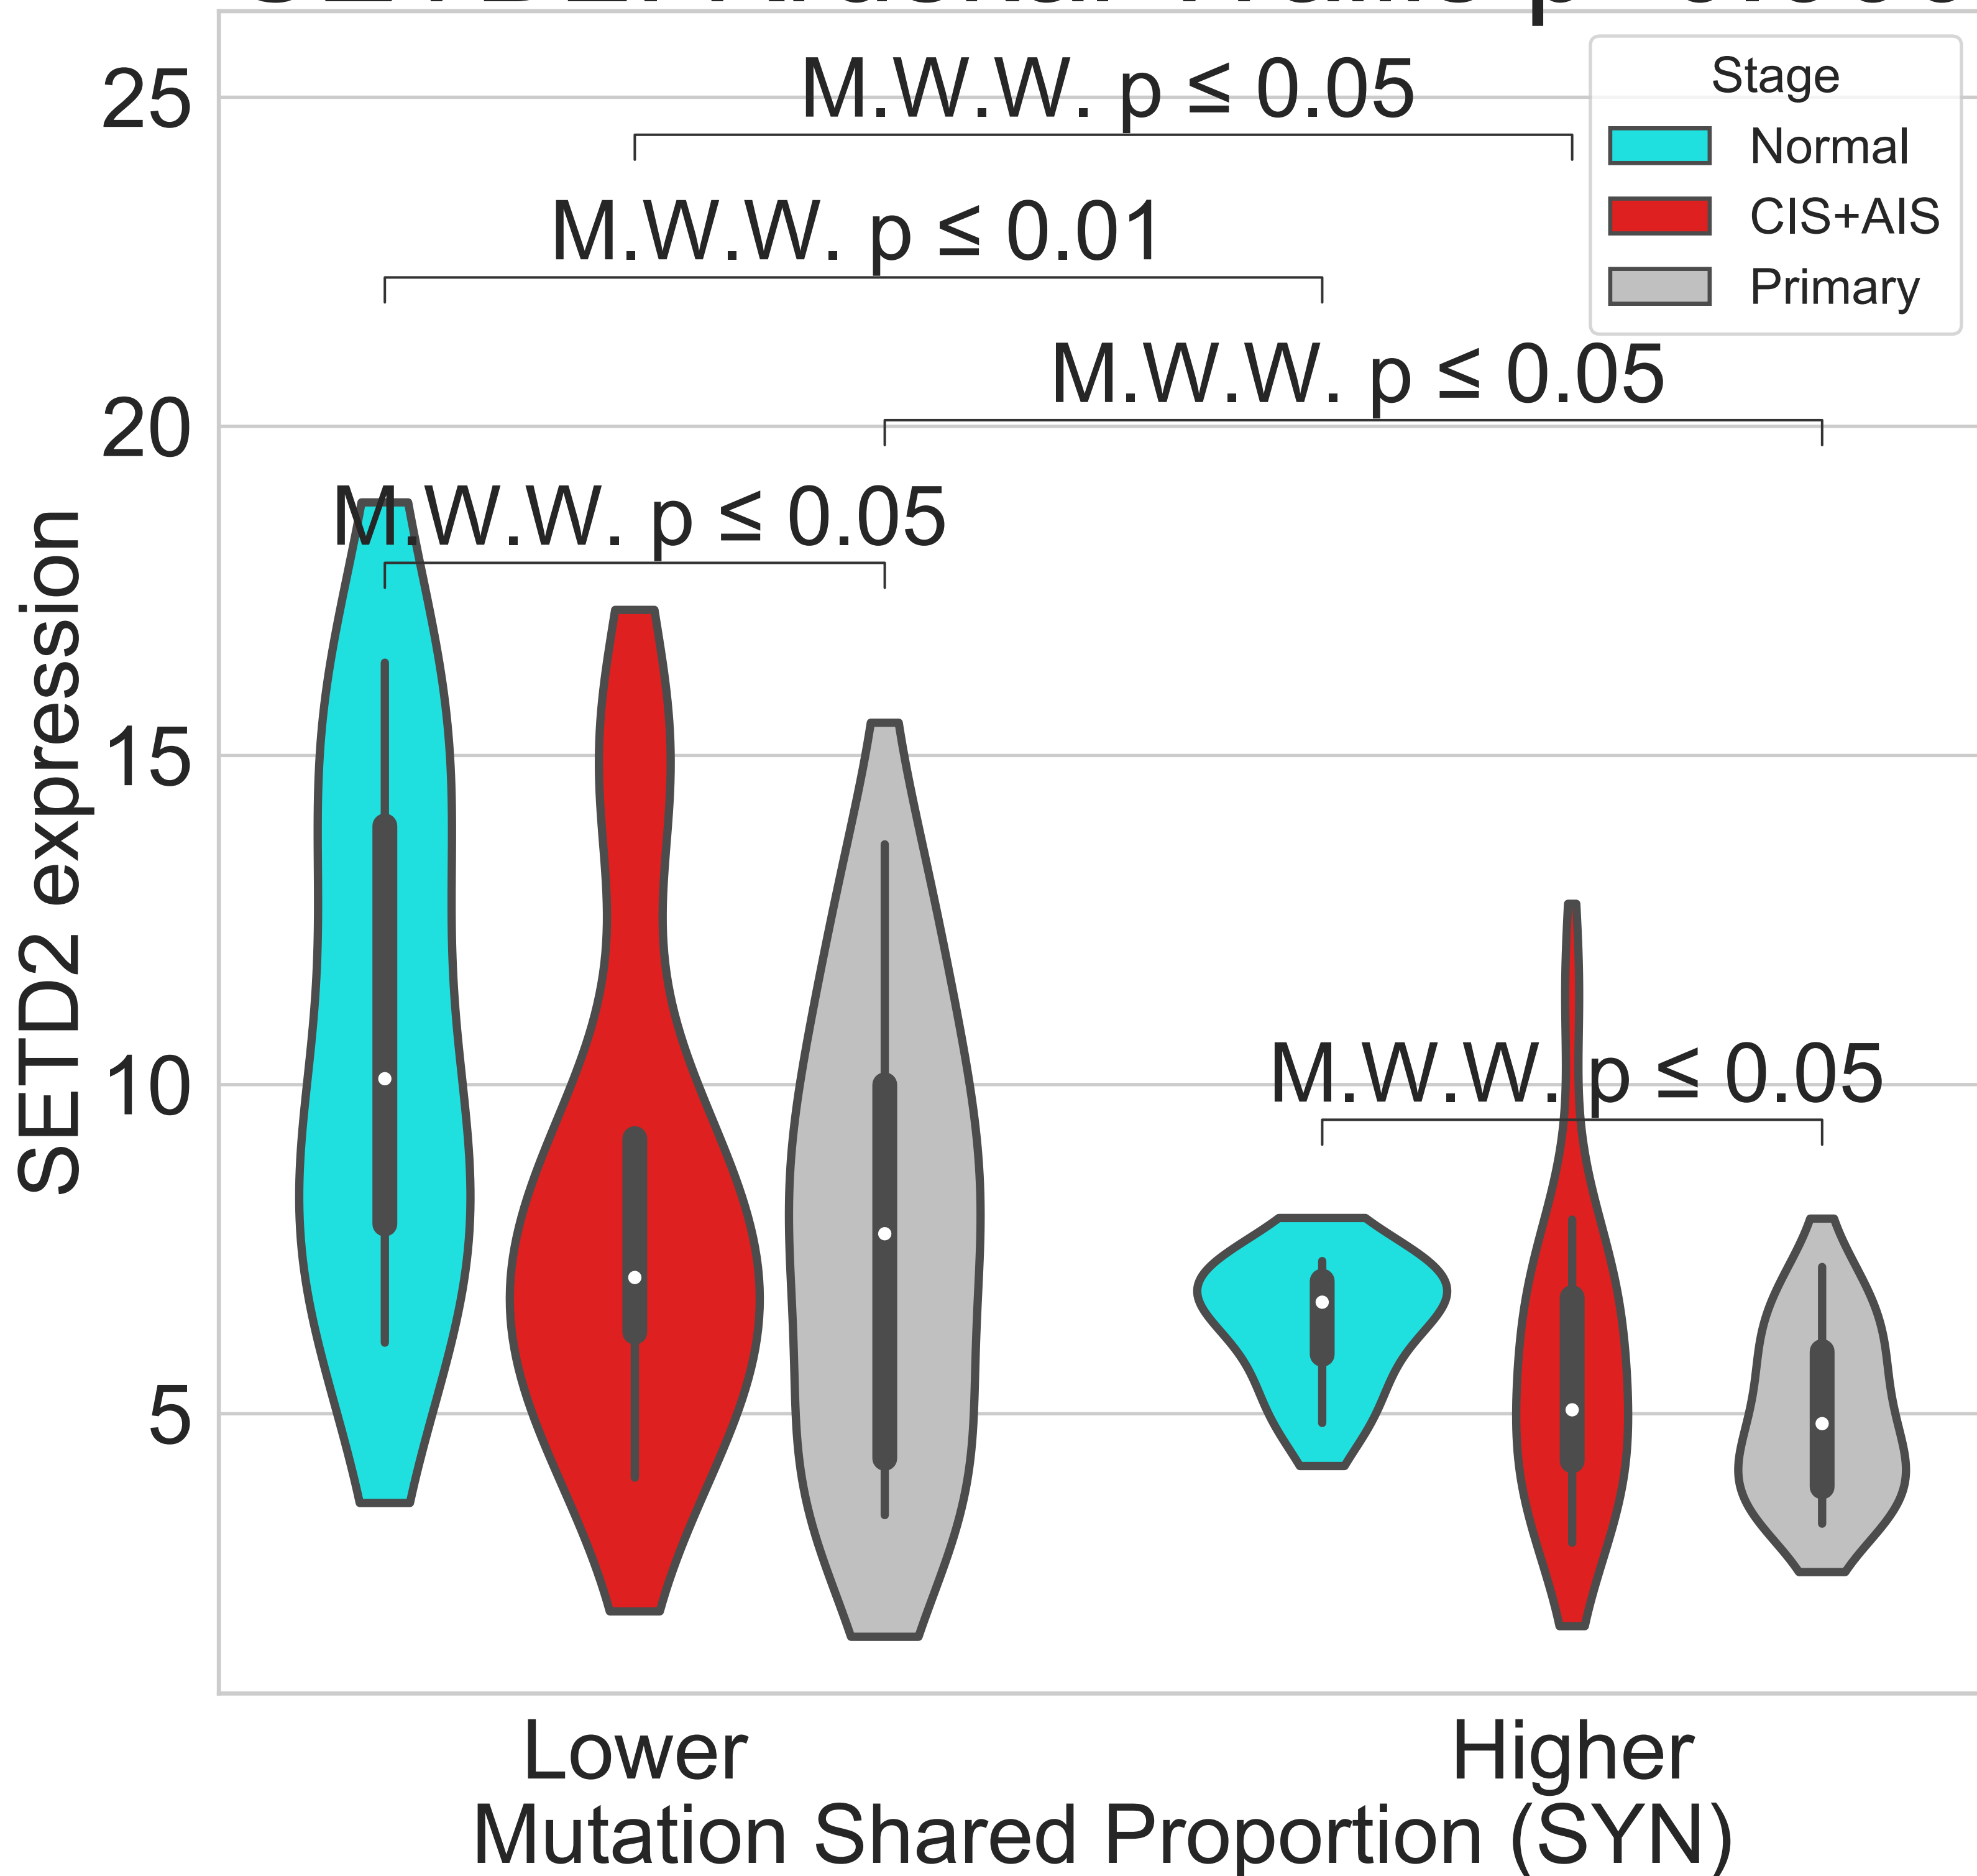 M.W.W. p ≤ 0.05
M.W.W. p ≤ 0.01
M.W.W. p ≤ 0.05
M.W.W. p ≤ 0.05
M.W.W. p ≤ 0.05
Stage
Normal
CIS+AIS
Primary
25
20
15
10
5
SETD2 expression
Lower
Higher
Mutation Shared Proportion (SYN)